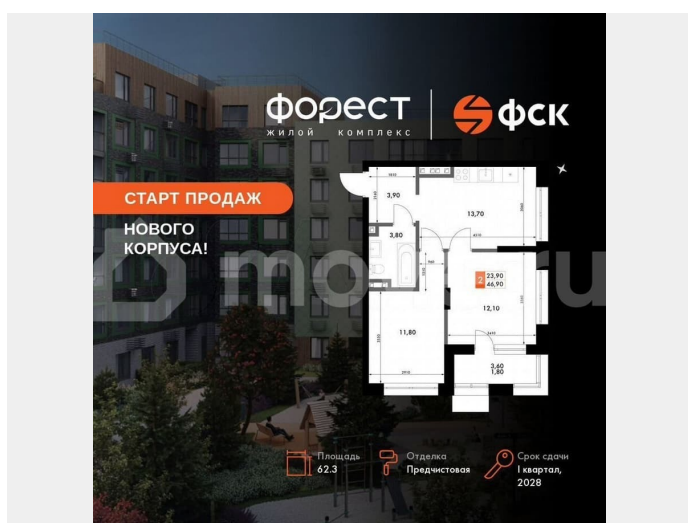 ФОРЕСТ
ЖИЛОЙ КОМПЛЕКС
ФСК
СТАРТ ПРОДАЖ
НОВОГО
КОРПУСА!
3,90
13,70
3,80
2
23,90
46,90
12,10
11,80
3,60
1,80
Площадь
62.3
Отделка
Предчистовая
Срок сдачи
I квартал,
2028